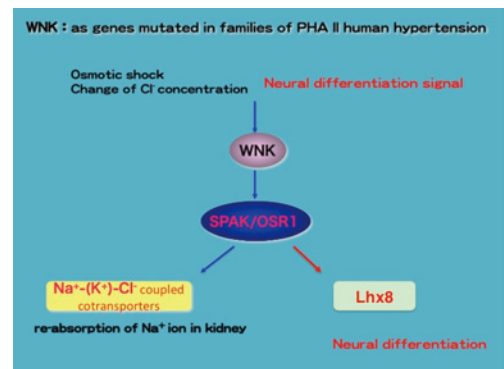 WNK : as genes mutated in families of PHA II human hypertension
Osmotic shock
Change of Cl⁻ concentration
Neural differentiation signal
WNK
SPAK/OSR1
Na⁺-(K⁺)-Cl⁻ coupled
cotransporters
Lhx8
re-absorption of Na⁺ ion in kidney
Neural differentiation